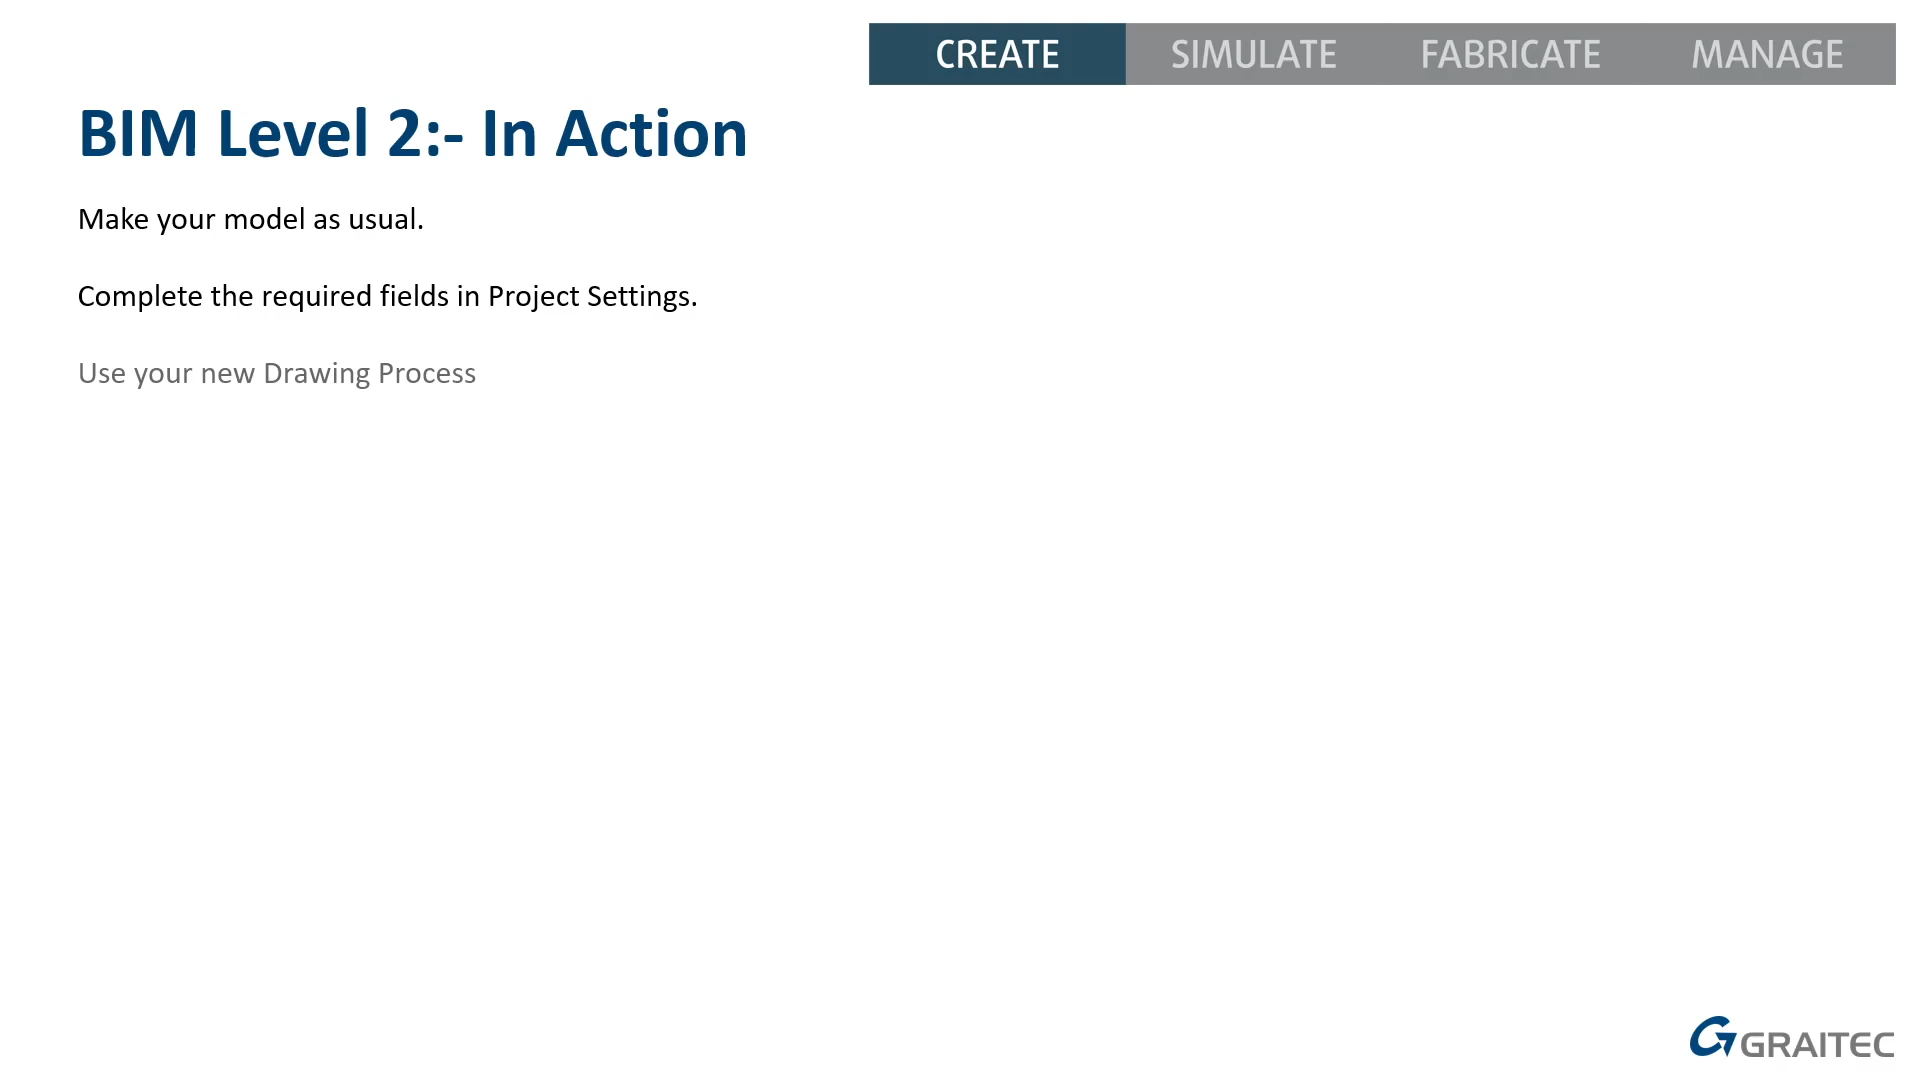 CREATE SIMULATE FABRICATE MANAGE
BIM Level 2:- In Action
Make your model as usual.
Complete the required fields in Project Settings.
Use your new Drawing Process
GRAITEC